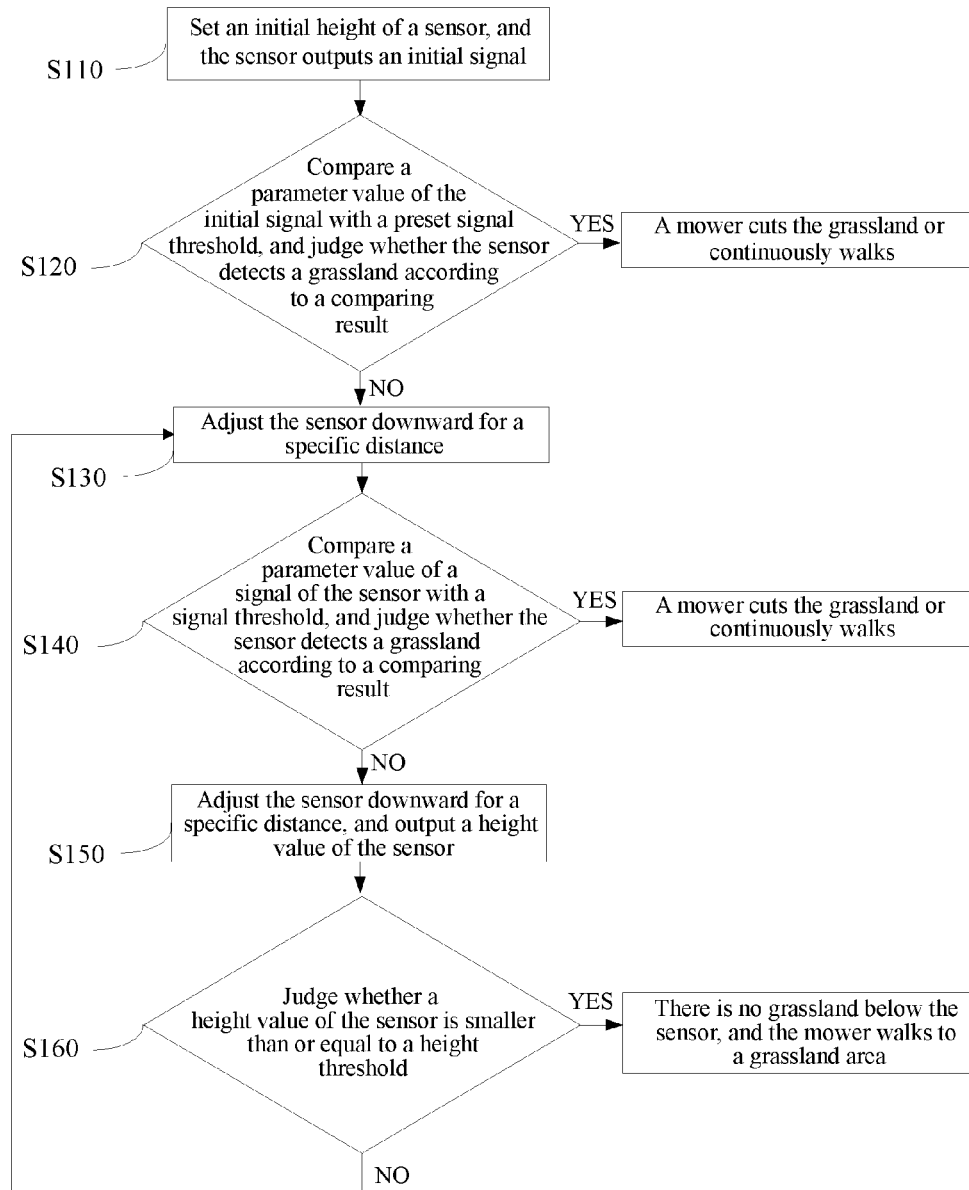 Set an initial height of a sensor, and
the sensor outputs an initial signal
S110
Compare a
parameter value of the
initial signal with a preset signal
threshold, and judge whether the sensor
detects a grassland according
to a comparing
result
S120
YES
A mower cuts the grassland or
continuously walks
NO
Adjust the sensor downward for a
specific distance
S130
Compare a
parameter value of a
signal of the sensor with a
signal threshold, and judge whether the
sensor detects a grassland
according to a comparing
result
S140
YES
A mower cuts the grassland or
continuously walks
NO
Adjust the sensor downward for a
specific distance, and output a height
value of the sensor
S150
Judge whether a
height value of the sensor is smaller
than or equal to a height
threshold
S160
YES
There is no grassland below the
sensor, and the mower walks to
a grassland area
NO